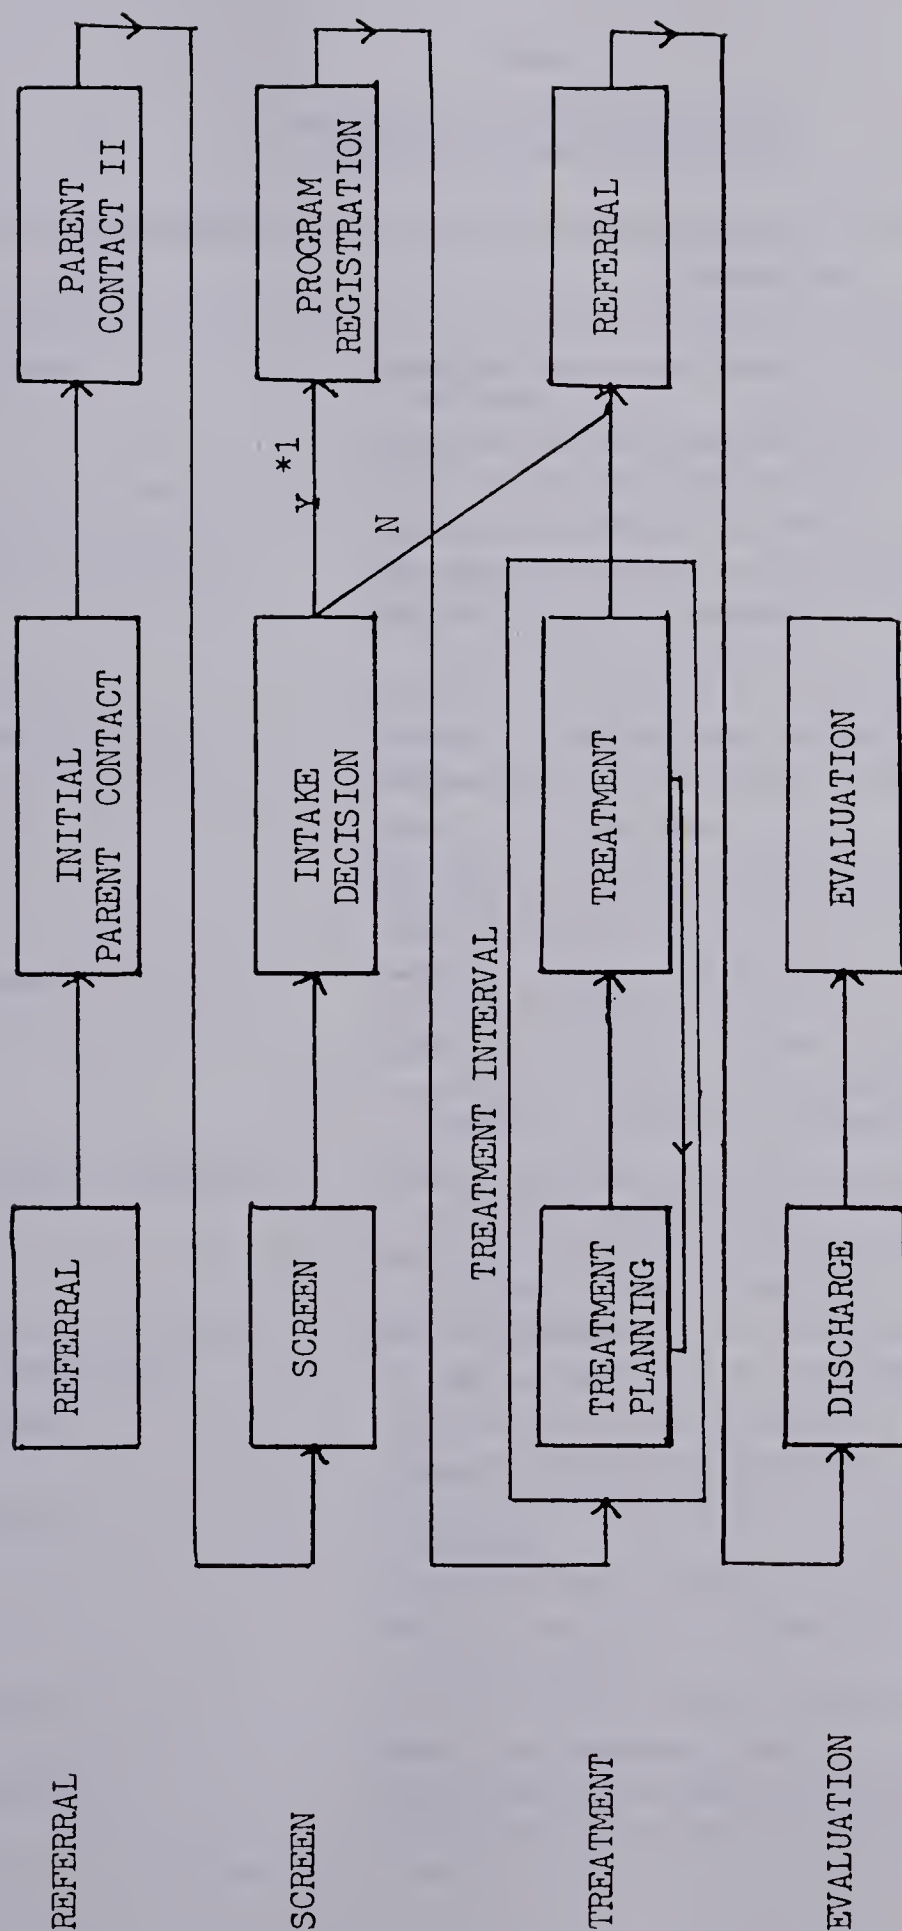 REFERRAL
REFERRAL
INITIAL
PARENT CONTACT
PARENT
CONTACT II
SCREEN
SCREEN
INTAKE
DECISION
Y *1
N
PROGRAM
REGISTRATION
TREATMENT INTERVAL
TREATMENT
TREATMENT
PLANNING
TREATMENT
REFERRAL
EVALUATION
DISCHARGE
EVALUATION